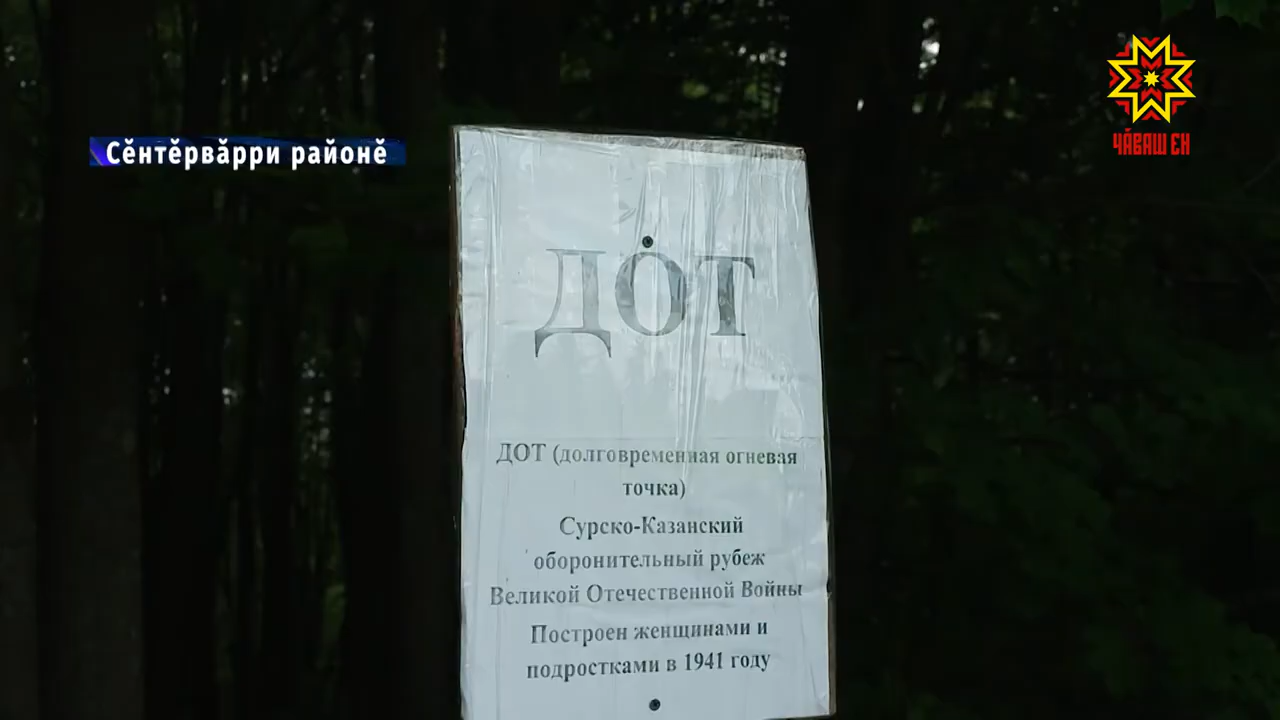 Сĕнтĕрвăрри районĕ
ЧĂВАШ ЕН
ДОТ
ДОТ (долговременная огневая
точка)
Сурско-Казанский
оборонительный рубеж
Великой Отечественной Войны
Построен женщинами и
подростками в 1941 году